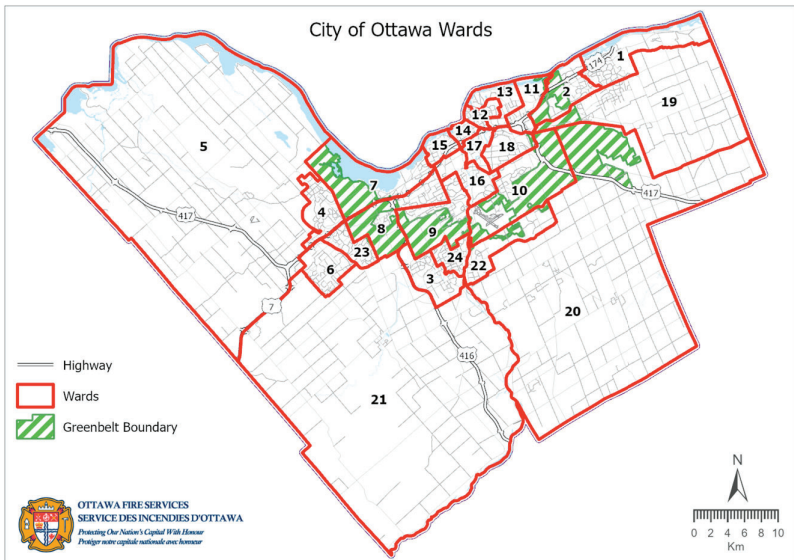 City of Ottawa Wards
1
174
2
13
11
12
19
14
5
15
17
18
7
16
10
417
4
417
8
9
23
24
6
22
3
7
20
416
Highway
Wards
21
Greenbelt Boundary
N
OTTAWA FIRE SERVICES
SERVICE DES INCENDIES D'OTTAWA
Protecting Our Nation's Capital With Honour
Protéger notre capitale nationale avec honneur
0 2 4 6 8 10
Km